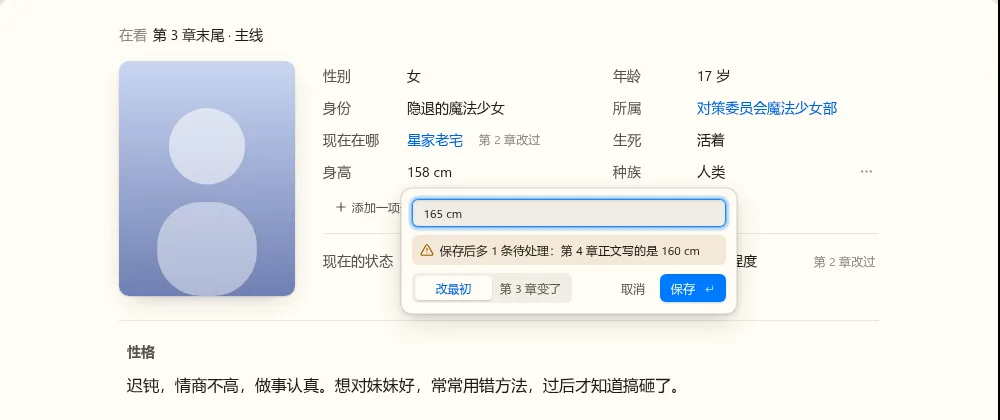 在看 第 3 章末尾 · 主线
性别 女 年龄 17 岁
身份 隐退的魔法少女 所属 对策委员会魔法少女部
现在在哪 星家老宅 第 2 章改过 生死 活着
身高 158 cm 种族 人类 ···
+ 添加一项
165 cm
保存后多 1 条待处理：第 4 章正文写的是 160 cm
现在的状态 程度 第 2 章改过
改最初 第 3 章变了 取消 保存 ↵
性格
迟钝，情商不高，做事认真。想对妹妹好，常常用错方法，过后才知道搞砸了。